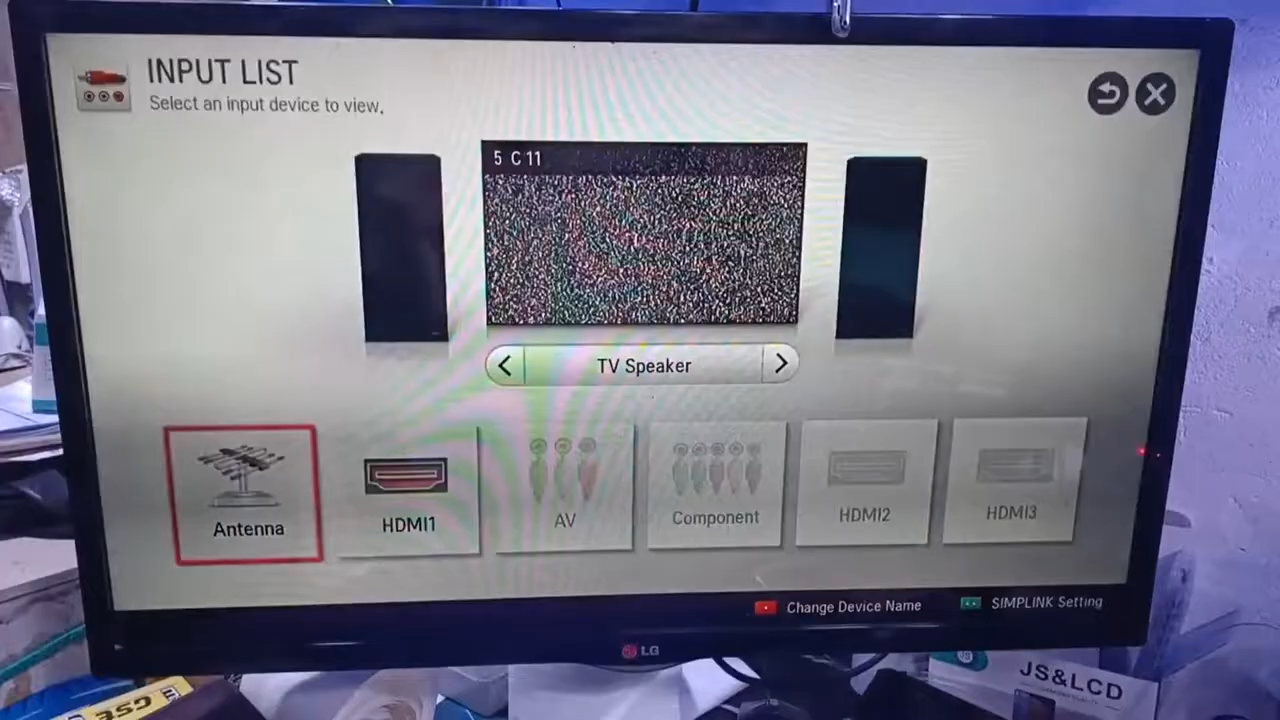 INPUT LIST
Select an input device to view.
5 C 11
TV Speaker
Antenna
HDMI1
AV
Component
HDMI2
HDMI3
Change Device Name
SIMPLINK Setting
LG
JS&LCD
GSE